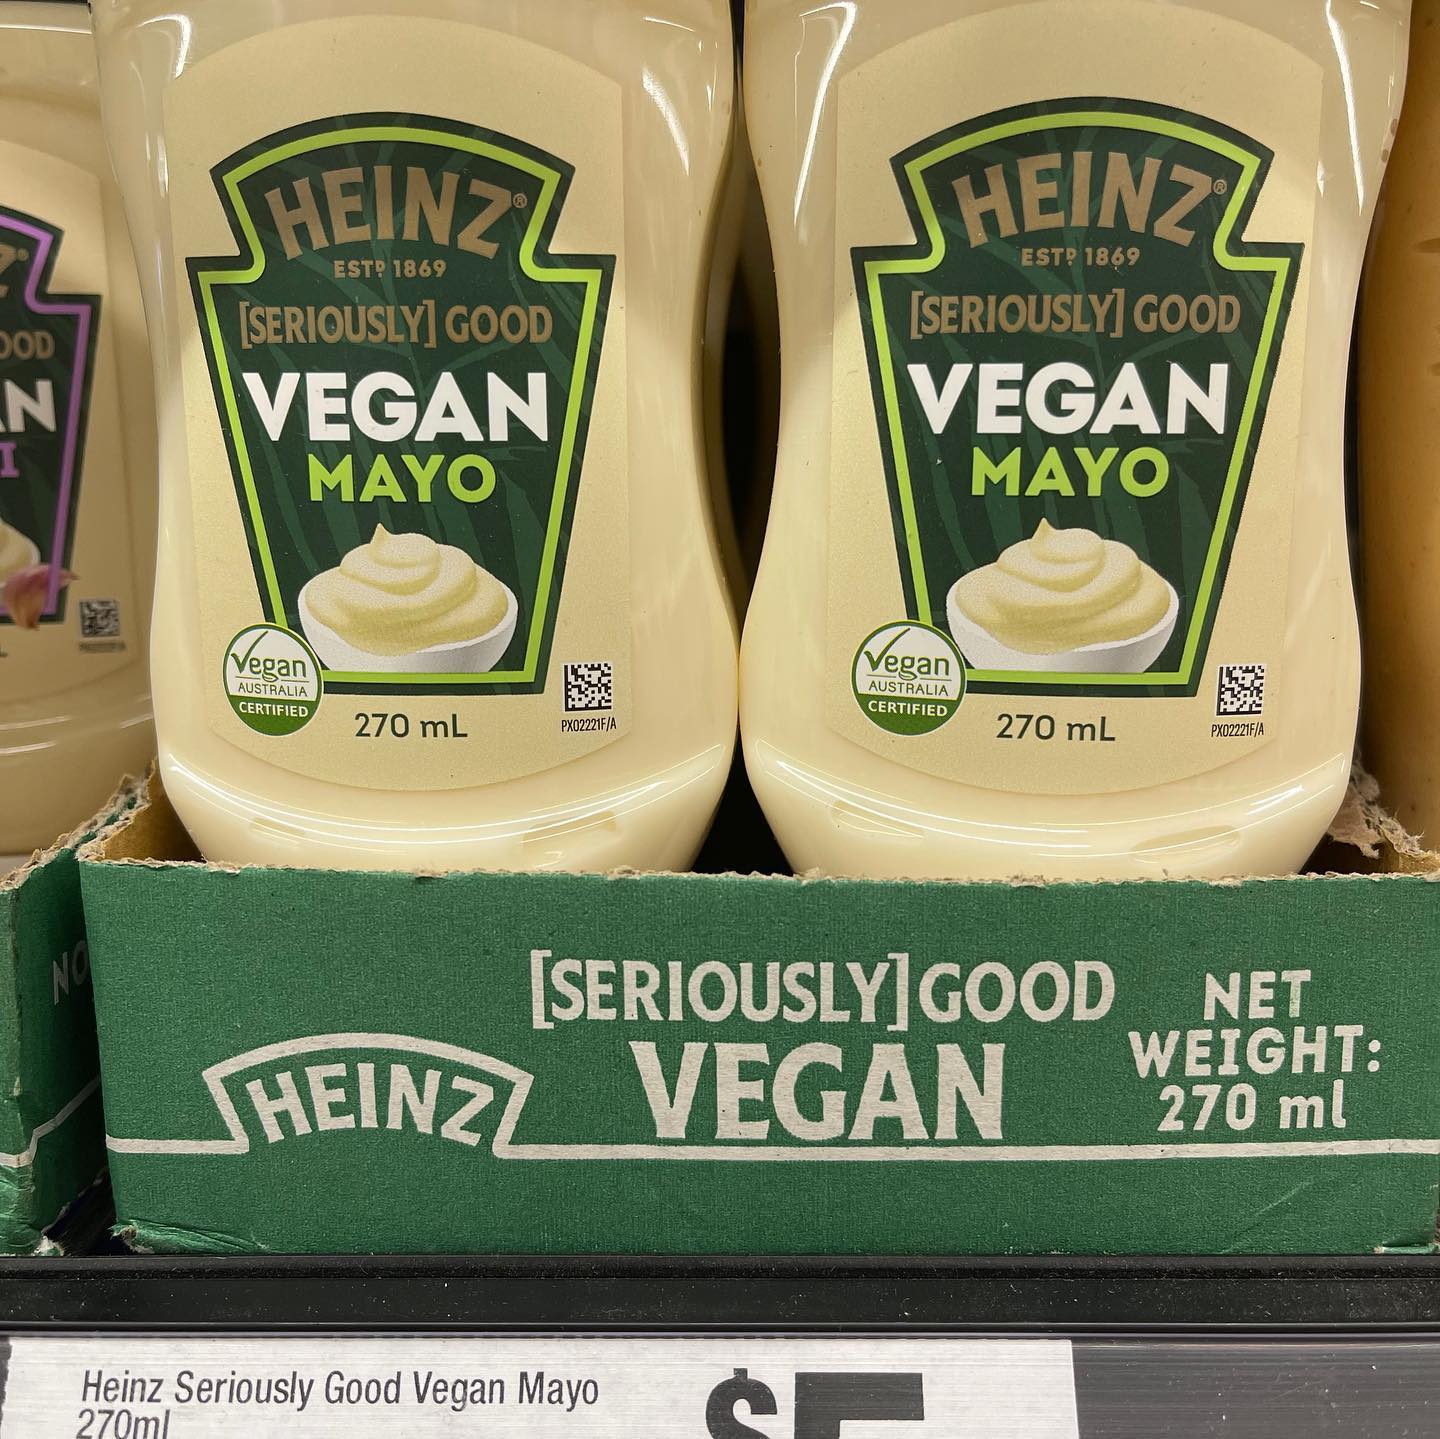 HEINZ®
ESTD 1869
[SERIOUSLY] GOOD
VEGAN
MAYO
Vegan
AUSTRALIA
CERTIFIED
270 mL
PX02221F/A
HEINZ®
ESTD 1869
[SERIOUSLY] GOOD
VEGAN
MAYO
Vegan
AUSTRALIA
CERTIFIED
270 mL
PX02221F/A
[SERIOUSLY] GOOD
HEINZ
VEGAN
NET
WEIGHT:
270 ml
Heinz Seriously Good Vegan Mayo
270ml
$5